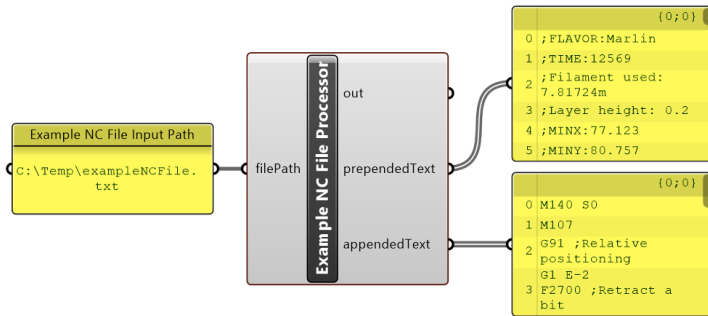 Example NC File Input Path
C:\Temp\exampleNCFile.
txt
filePath
Example NC File Processor
out
prependedText
appendedText
{0;0}
0 ;FLAVOR:Marlin
1 ;TIME:12569
2 ;Filament used:
7.81724m
3 ;Layer height: 0.2
4 ;MINX:77.123
5 ;MINY:80.757
{0;0}
0 M140 S0
1 M107
2 G91 ;Relative
positioning
3 G1 E-2
F2700 ;Retract a
bit